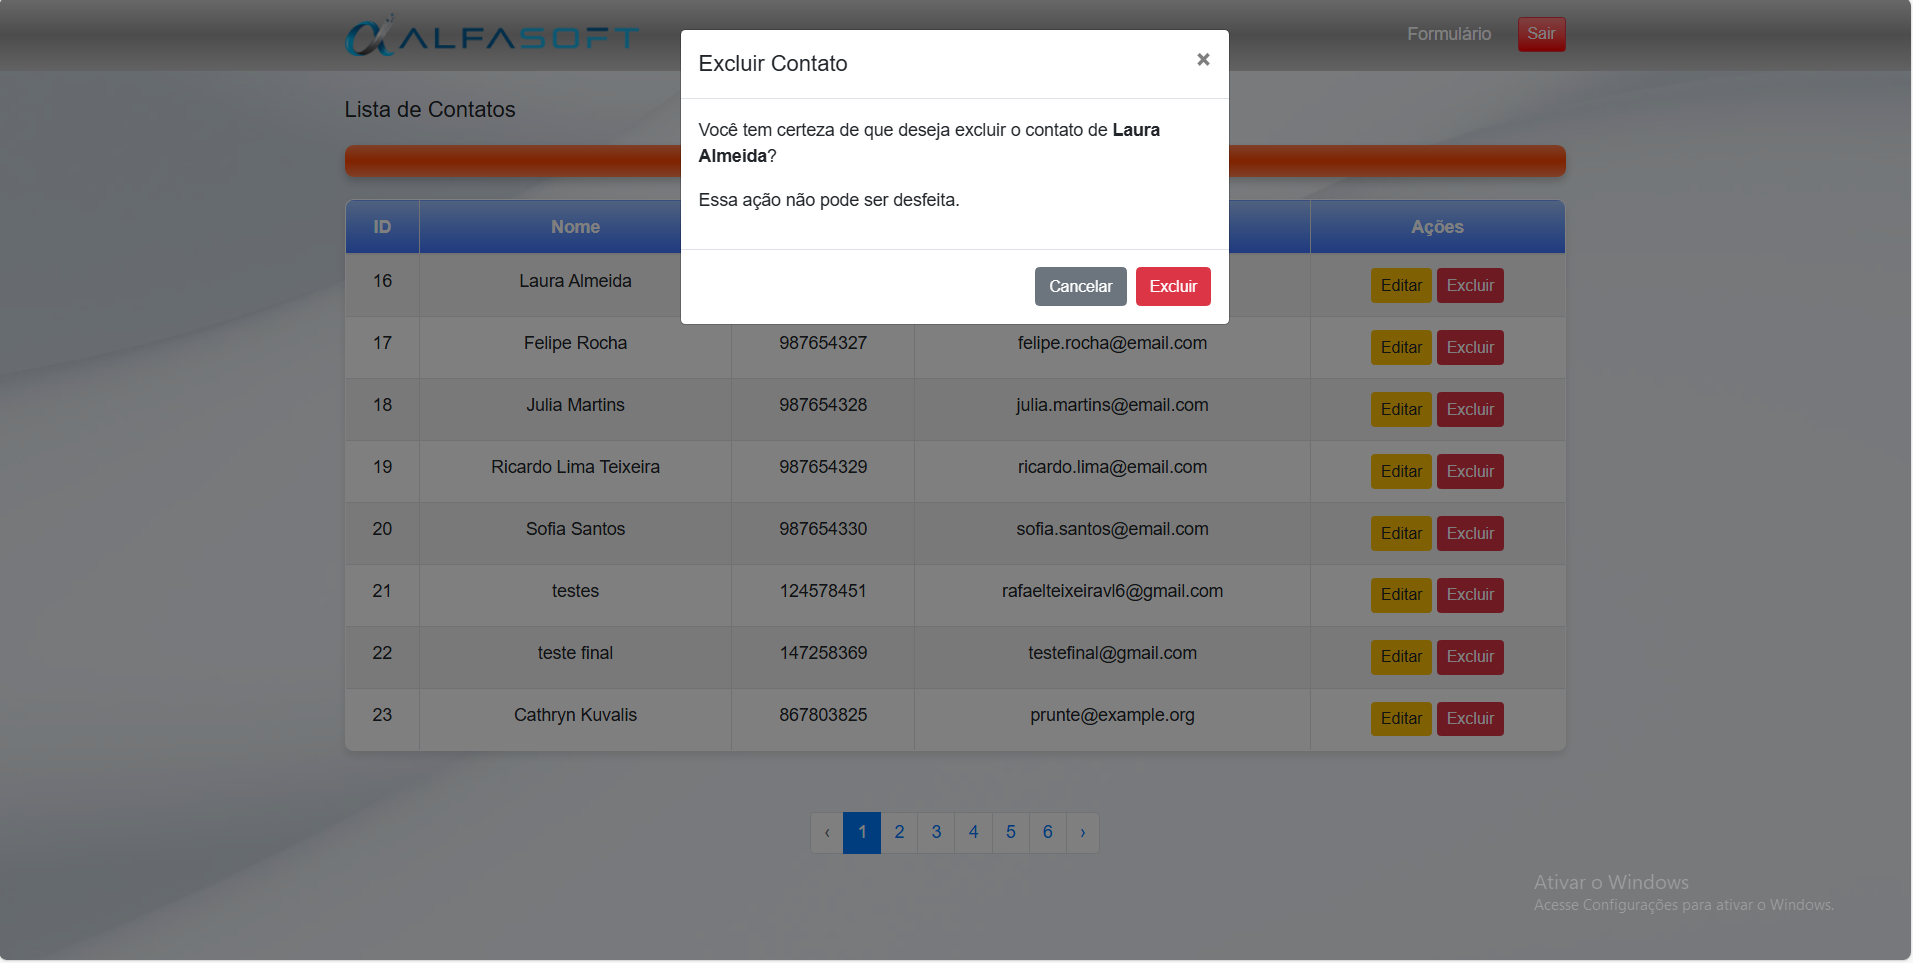 ALFASOFT
Formulário
Sair
Excluir Contato
×
Você tem certeza de que deseja excluir o contato de Laura
Almeida?
Essa ação não pode ser desfeita.
Cancelar
Excluir
Lista de Contatos
ID Nome Ações
16 Laura Almeida Editar Excluir
17 Felipe Rocha 987654327 felipe.rocha@email.com Editar Excluir
18 Julia Martins 987654328 julia.martins@email.com Editar Excluir
19 Ricardo Lima Teixeira 987654329 ricardo.lima@email.com Editar Excluir
20 Sofia Santos 987654330 sofia.santos@email.com Editar Excluir
21 testes 124578451 rafaelteixeiravl6@gmail.com Editar Excluir
22 teste final 147258369 testefinal@gmail.com Editar Excluir
23 Cathryn Kuvalis 867803825 prunte@example.org Editar Excluir
‹ 1 2 3 4 5 6 ›
Ativar o Windows
Acesse Configurações para ativar o Windows.